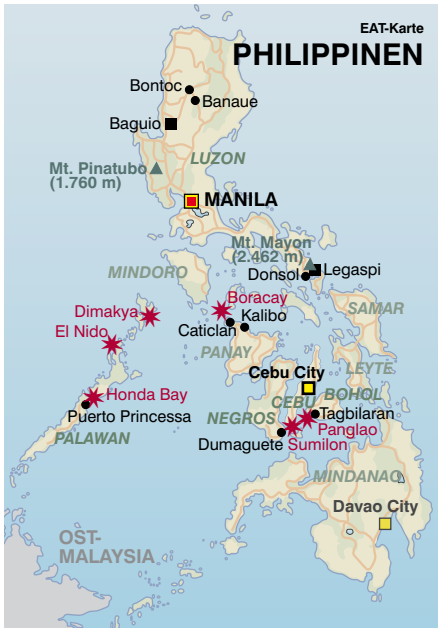 EAT-Karte
PHILIPPINEN
Bontoc
Banaue
Baguio
LUZON
Mt. Pinatubo
(1.760 m)
MANILA
Mt. Mayon
(2.462 m)
MINDORO
Donsol
Legaspi
Boracay
Dimakya
Kalibo
SAMAR
El Nido
Caticlan
PANAY
LEYTE
Cebu City
Honda Bay
CEBU
BOHOL
Puerto Princessa
NEGROS
Tagbilaran
PALAWAN
Panglao
Dumaguete
Sumilon
MINDANAO
Davao City
OST-
MALAYSIA